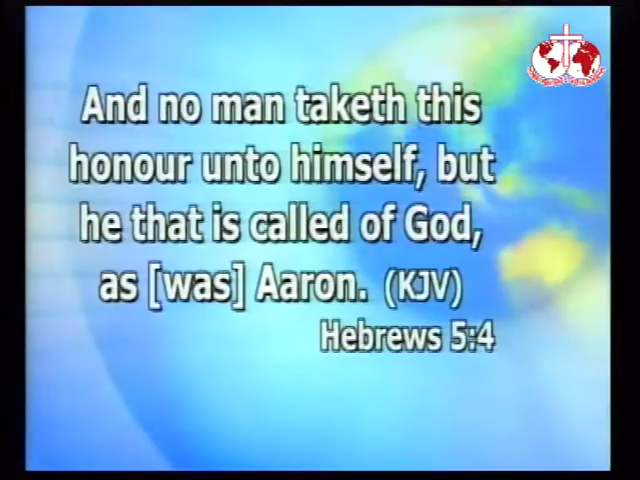 And no man taketh this
honour unto himself, but
he that is called of God,
as [was] Aaron. (KJV)
Hebrews 5:4